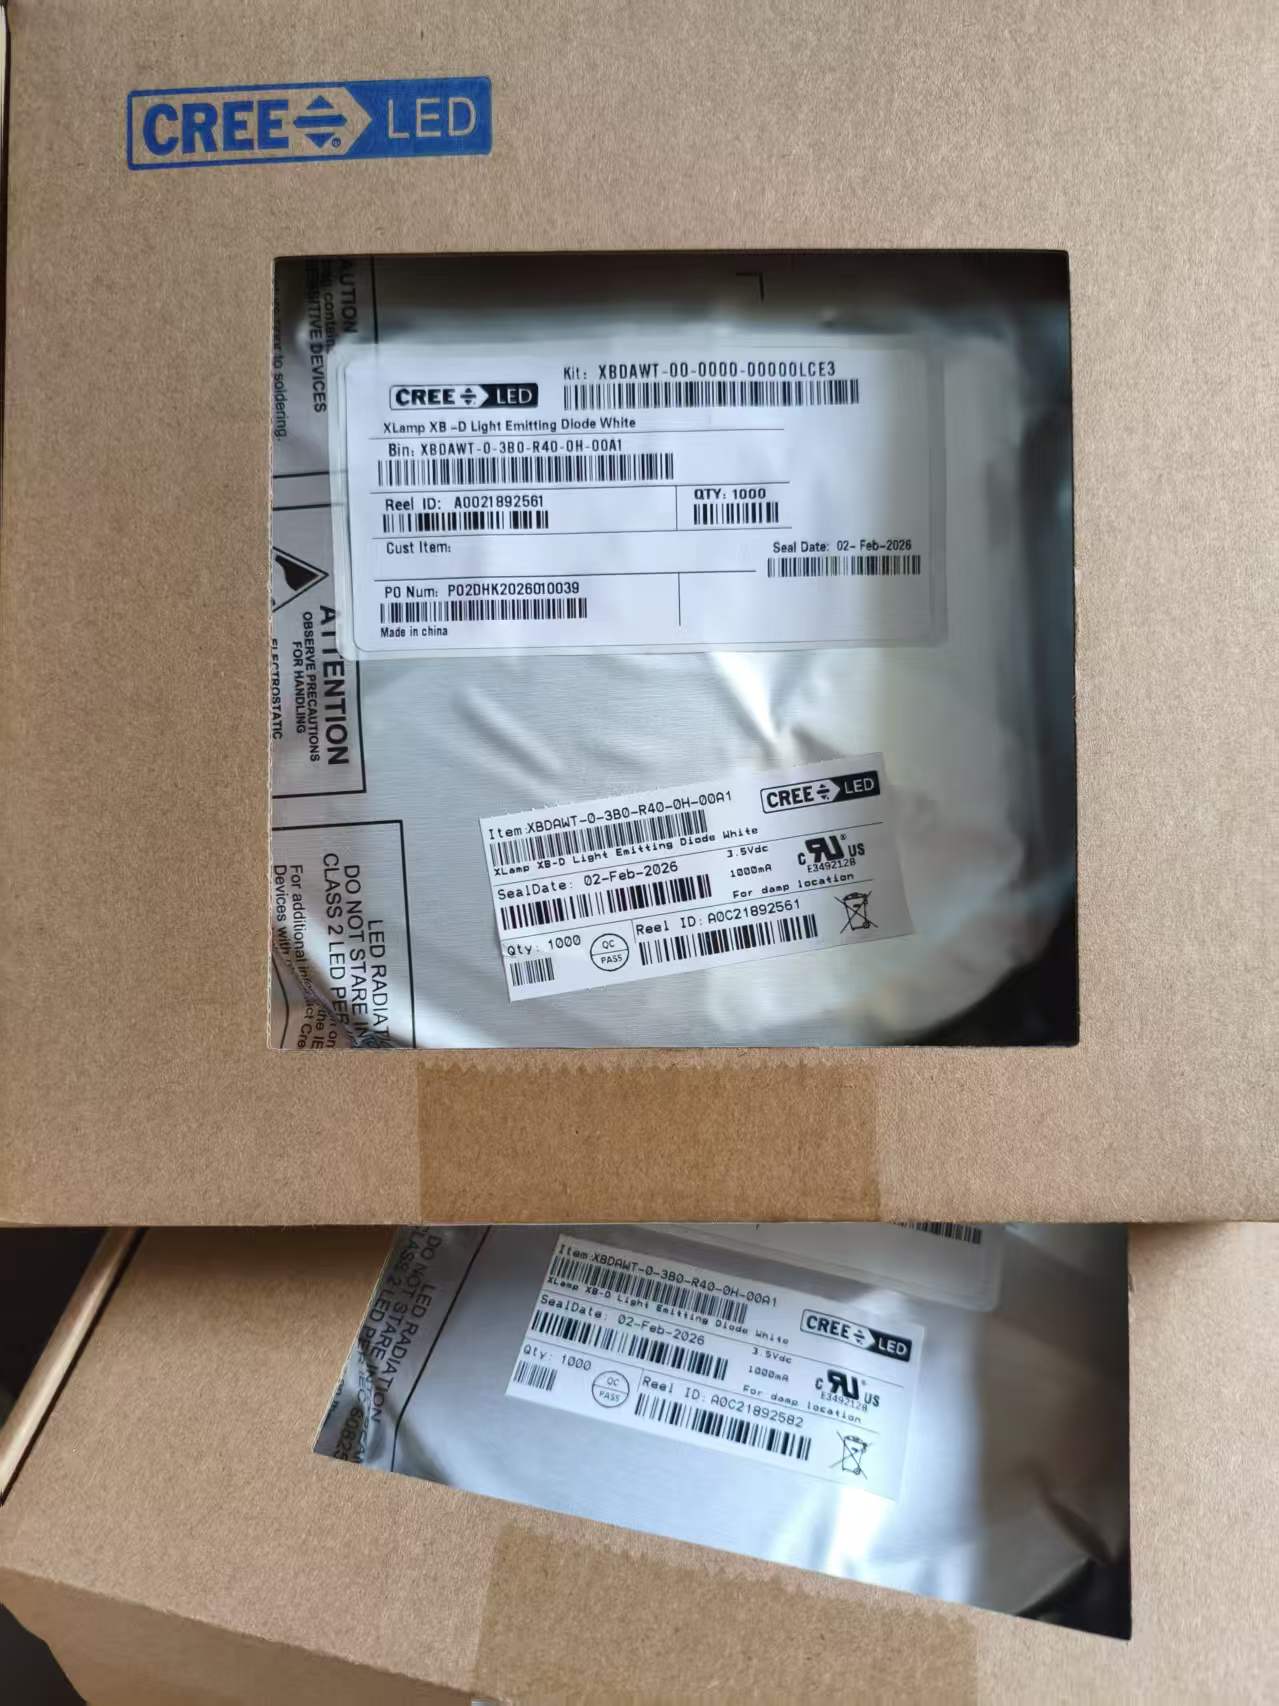 CREE LED
AUTION
SITIVE DEVICES
to soldering.
Kit: XBDAWT-00-0000-00000LCE3
CREE LED
XLamp XB -D Light Emitting Diode White
Bin: XBDAWT-0-3B0-R40-0H-00A1
Reel ID: A0021892561
QTY: 1000
Cust Item:
Seal Date: 02- Feb-2026
PO Num: P02DHK2026010039
Made in china
ATTENTION
OBSERVE PRECAUTIONS
FOR HANDLING
ELECTROSTATIC
LED RADIAT
DO NOT STARE IN
CLASS 2 LED PE
For additional
Devices with
Item:XBDAWT-0-3B0-R40-0H-00A1
CREE LED
XLamp XB-D Light Emitting Diode White
SealDate: 02-Feb-2026
3.5Vdc
1000mA
C RU US
E349212B
For damp location
Qty: 1000
QC PASS
Reel ID: A0C21892561
Item:XBDAWT-0-3B0-R40-0H-00A1
CREE LED
XLamp XB-D Light Emitting Diode White
SealDate: 02-Feb-2026
3.5Vdc
1000mA
C RU US
E349212B
For damp location
Qty: 1000
QC PASS
Reel ID: A0C21892582
LED RADIATION
DO NOT STARE IN
CLASS 2 LED PE